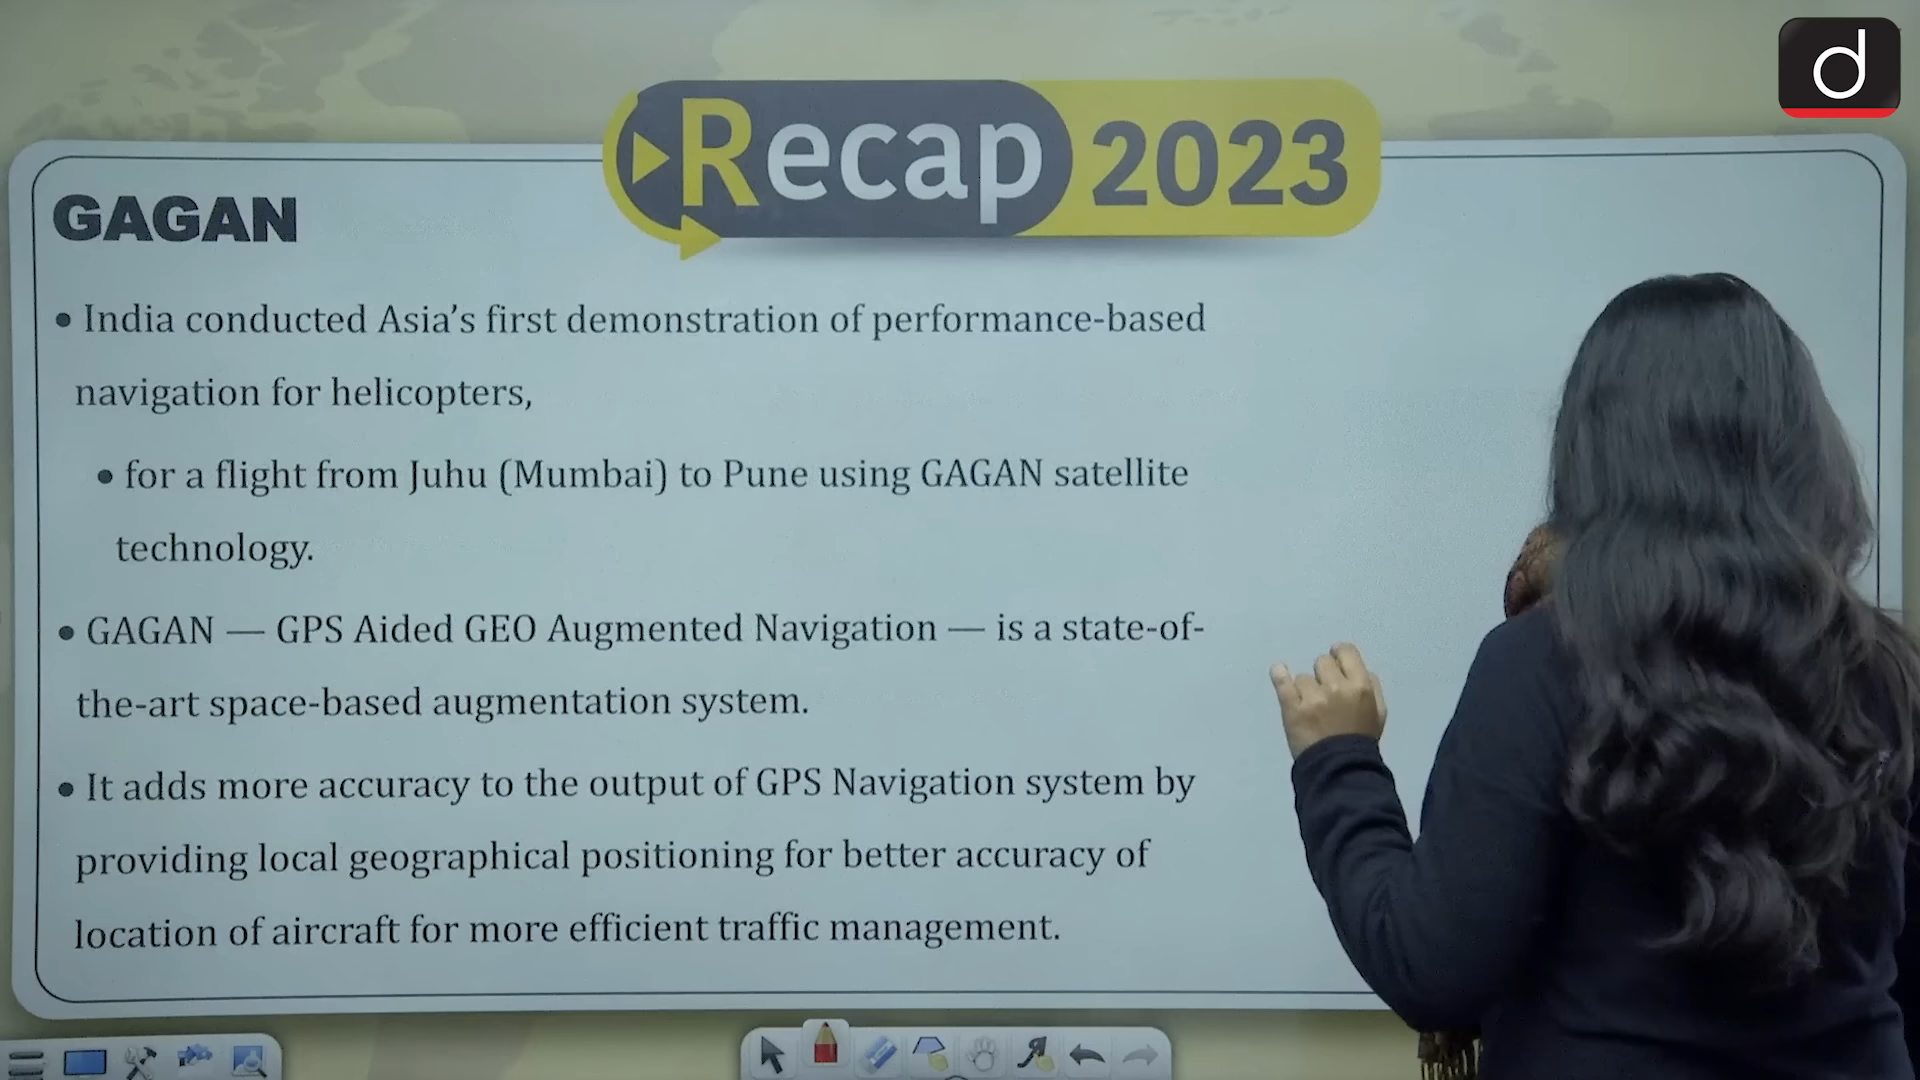 d
Recap 2023
GAGAN
• India conducted Asia’s first demonstration of performance-based
navigation for helicopters,
• for a flight from Juhu (Mumbai) to Pune using GAGAN satellite
technology.
• GAGAN — GPS Aided GEO Augmented Navigation — is a state-of-
the-art space-based augmentation system.
• It adds more accuracy to the output of GPS Navigation system by
providing local geographical positioning for better accuracy of
location of aircraft for more efficient traffic management.